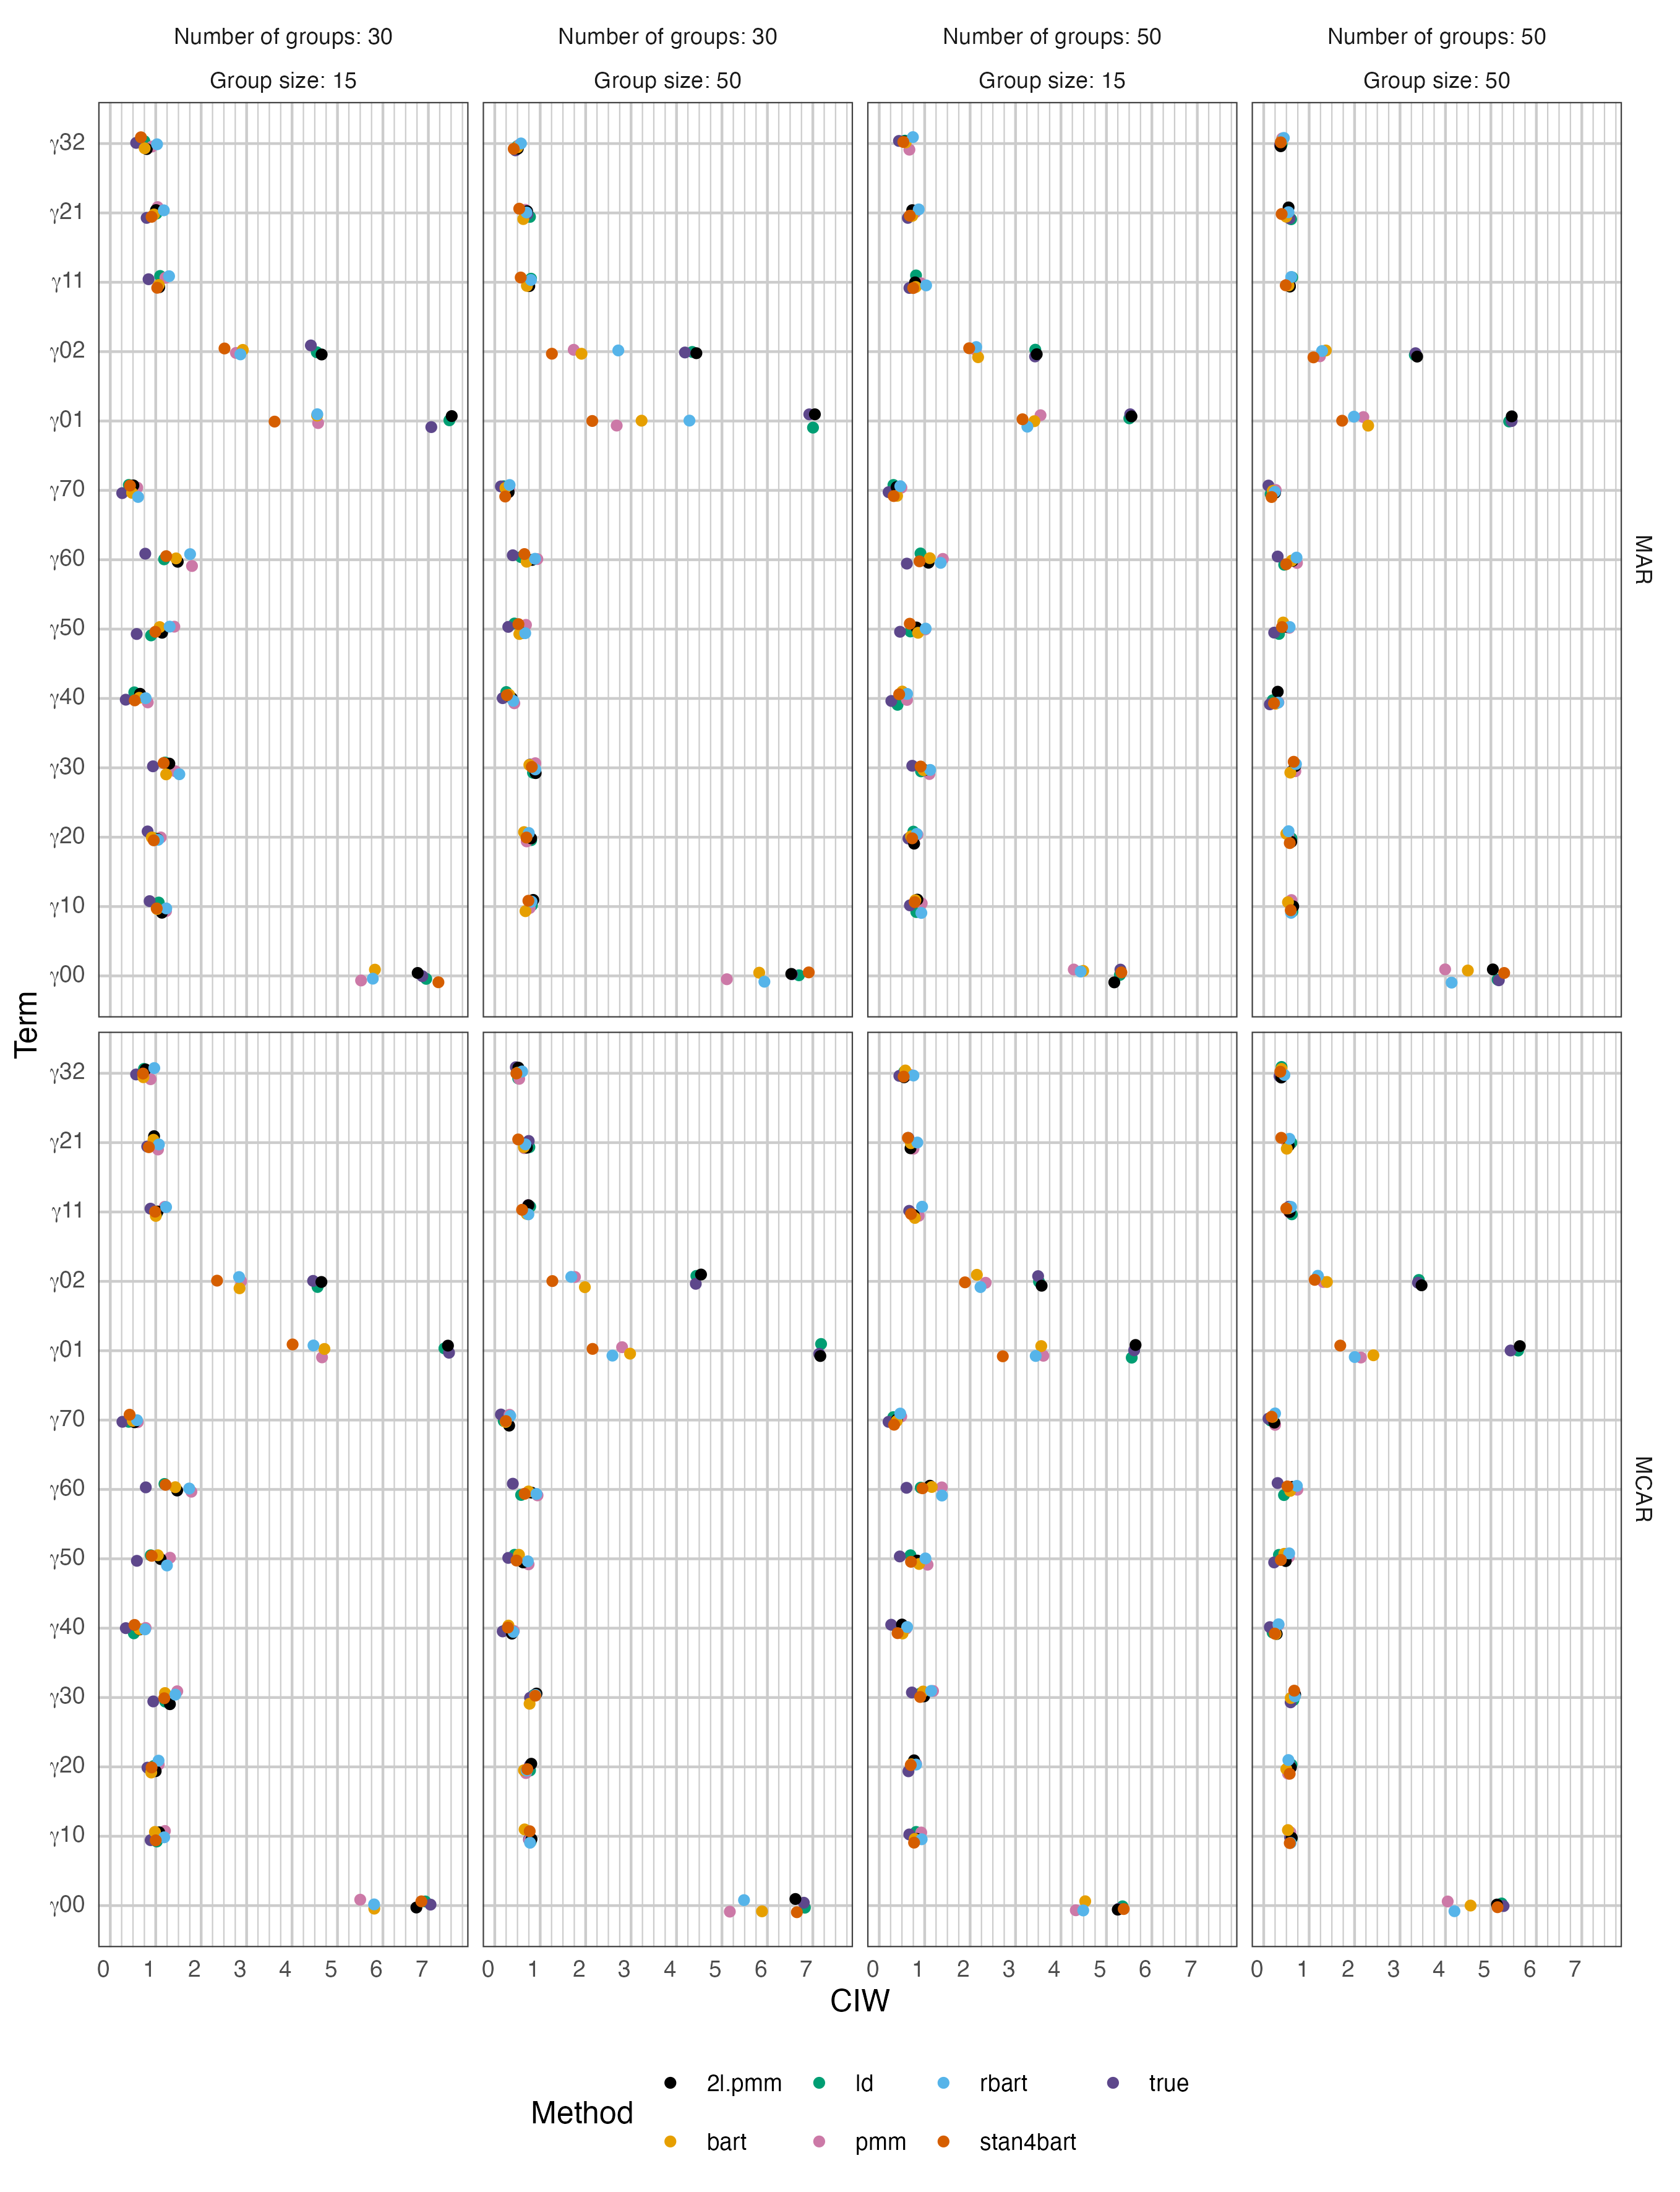 Number of groups: 30
Number of groups: 30
Number of groups: 50
Number of groups: 50
Group size: 15
Group size: 50
Group size: 15
Group size: 50
γ32
γ21
γ11
γ02
γ01
γ70
γ60
γ50
γ40
γ30
γ20
γ10
γ00
MAR
Term
γ32
γ21
γ11
γ02
γ01
γ70
γ60
γ50
γ40
γ30
γ20
γ10
γ00
MCAR
0 1 2 3 4 5 6 7
0 1 2 3 4 5 6 7
0 1 2 3 4 5 6 7
0 1 2 3 4 5 6 7
CIW
Method
2l.pmm ld rbart true
bart pmm stan4bart